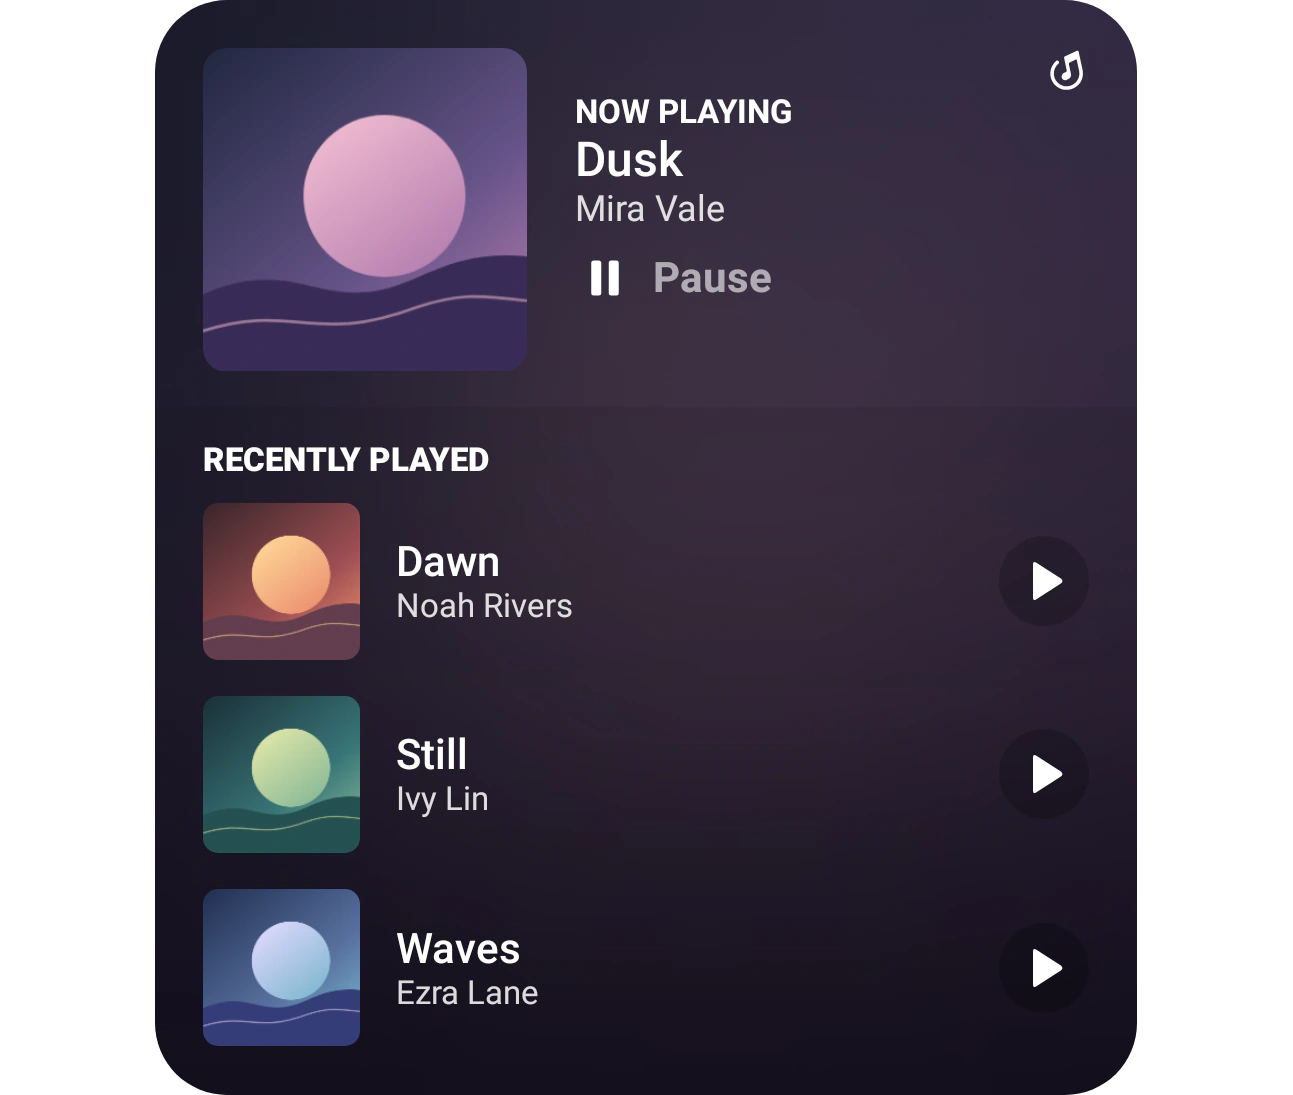 NOW PLAYING
Dusk
Mira Vale
Pause
RECENTLY PLAYED
Dawn
Noah Rivers
Still
Ivy Lin
Waves
Ezra Lane